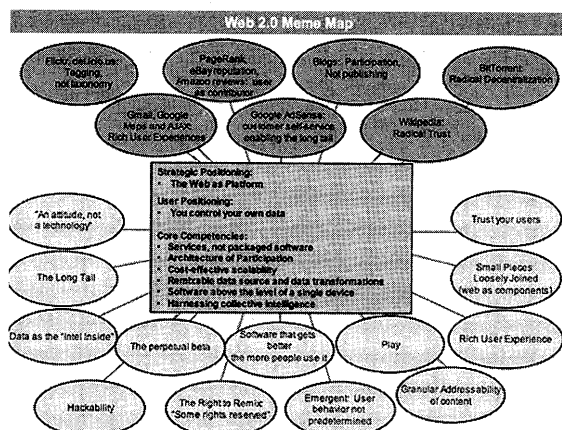 Web 2.0 Meme Map
Flickr, del.icio.us:
Tagging,
not taxonomy
PageRank,
eBay reputation,
Amazon reviews: user
as contributor
Blogs: Participation,
Not publishing
BitTorrent:
Radical Decentralization
Gmail, Google
Maps and AJAX:
Rich User Experiences
Google AdSense:
customer self-service
enabling the long tail
Wikipedia:
Radical Trust
Strategic Positioning:
• The Web as Platform
User Positioning:
• You control your own data
Core Competencies:
• Services, not packaged software
• Architecture of Participation
• Cost-effective scalability
• Remixable data source and data transformations
• Software above the level of a single device
• Harnessing collective intelligence
"An attitude, not
a technology"
Trust your users
The Long Tail
Small Pieces
Loosely Joined
(web as components)
Data as the "Intel Inside"
The perpetual beta
Software that gets
better
the more people use it
Play
Rich User Experience
Hackability
The Right to Remix:
"Some rights reserved"
Emergent: User
behavior not
predetermined
Granular Addressability
of content